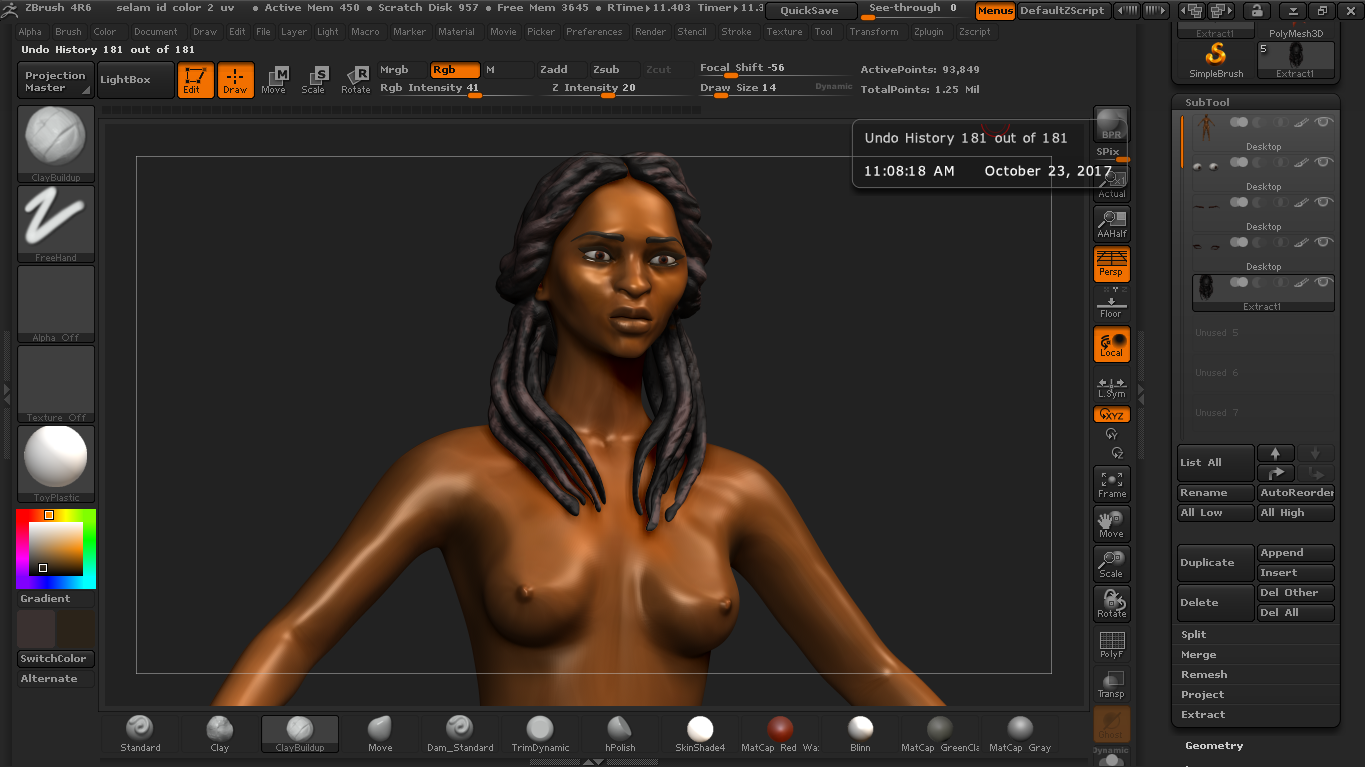 ZBrush 4R6 selam id color 2 uv • Active Mem 450 • Scratch Disk 957 • Free Mem 3645 • RTime▶11.403 Timer▶11.3 QuickSave See-through 0 Menus DefaultZScript
Alpha Brush Color Document Draw Edit File Layer Light Macro Marker Material Movie Picker Preferences Render Stencil Stroke Texture Tool Transform Zplugin Zscript
Undo History 181 out of 181
Projection Master
LightBox
Edit
Draw
Move
Scale
Rotate
Mrgb Rgb M
Rgb Intensity 41
Zadd Zsub Zcut
Z Intensity 20
Focal Shift -56
Draw Size 14 Dynamic
ActivePoints: 93,849
TotalPoints: 1.25 Mil
Extract1 PolyMesh3D
SimpleBrush
5
Extract1
ClayBuildup
FreeHand
Alpha Off
Texture Off
ToyPlastic
Gradient
SwitchColor
Alternate
Undo History 181 out of 181
11:08:18 AM October 23, 2017
BPR
SPix
Actual
AAHalf
Persp
Floor
Local
L.Sym
XYZ
Y
Z
Frame
Move
Scale
Rotate
PolyF
Transp
Ghost
Dynamic
SubTool
Desktop
Desktop
Desktop
Desktop
Extract1
Unused 5
Unused 6
Unused 7
List All
Rename AutoReorder
All Low All High
Duplicate
Append
Insert
Delete
Del Other
Del All
Split
Merge
Remesh
Project
Extract
Geometry
Standard Clay ClayBuildup Move Dam_Standard TrimDynamic hPolish SkinShade4 MatCap Red Wa: Blinn MatCap GreenCla MatCap Gray